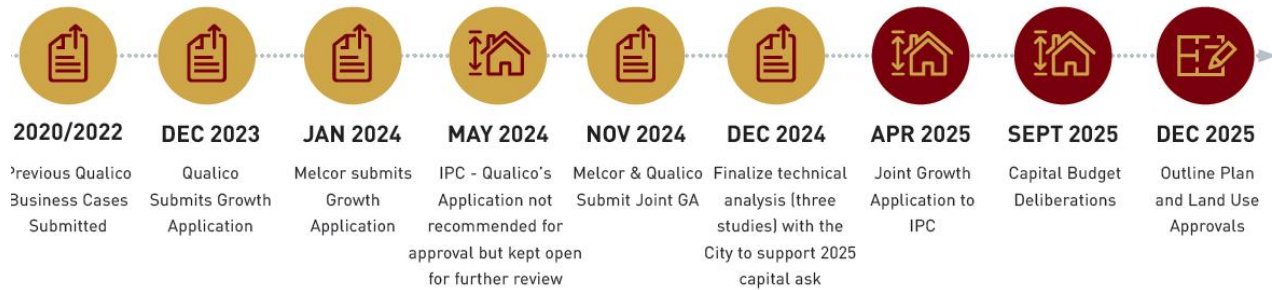 2020/2022
Previous Qualico
Business Cases
Submitted
DEC 2023
Qualico
Submits Growth
Application
JAN 2024
Melcor submits
Growth
Application
MAY 2024
IPC - Qualico's
Application not
recommended for
approval but kept open
for further review
NOV 2024
Melcor & Qualico
Submit Joint GA
DEC 2024
Finalize technical
analysis (three
studies) with the
City to support 2025
capital ask
APR 2025
Joint Growth
Application to
IPC
SEPT 2025
Capital Budget
Deliberations
DEC 2025
Outline Plan
and Land Use
Approvals